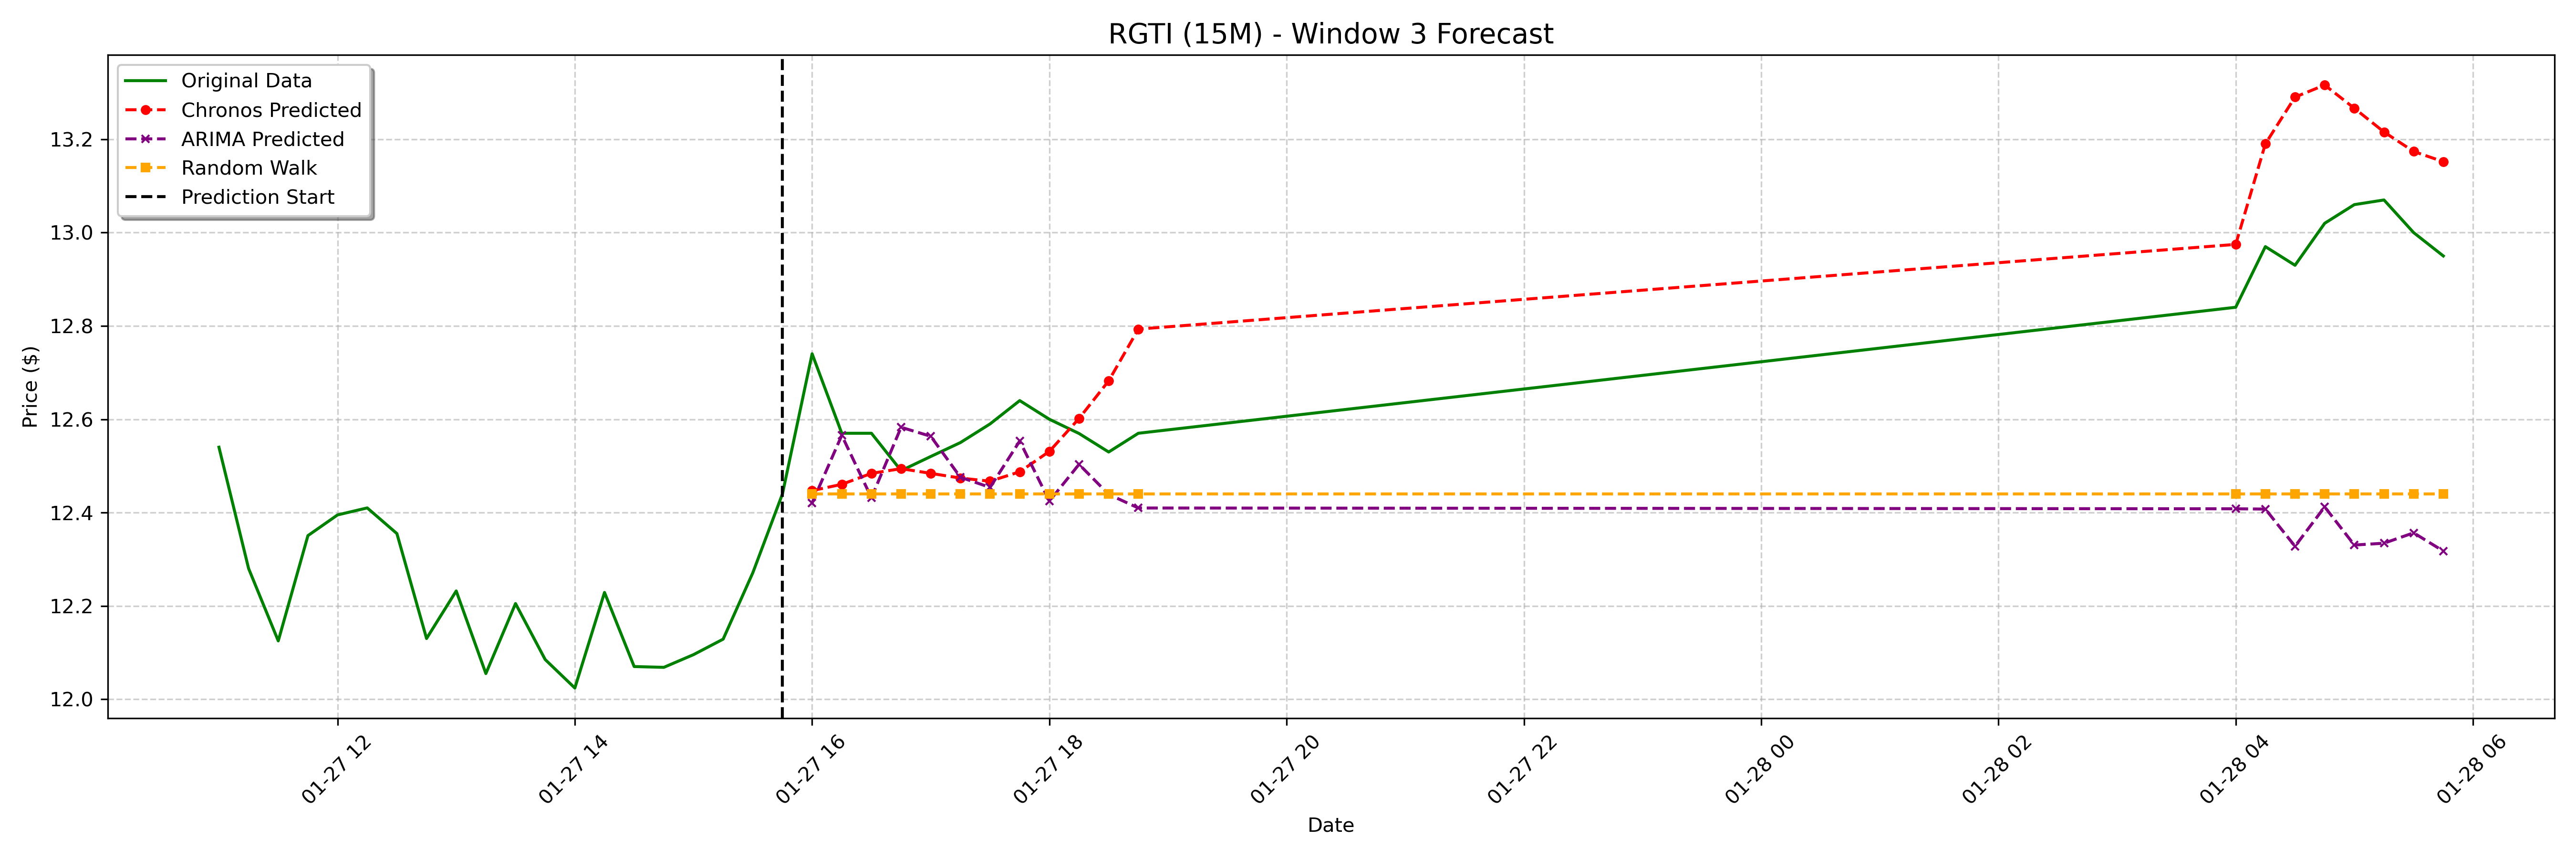 RGTI (15M) - Window 3 Forecast
Original Data
Chronos Predicted
ARIMA Predicted
Random Walk
Prediction Start
Price ($)
13.2
13.0
12.8
12.6
12.4
12.2
12.0
01-27 12
01-27 14
01-27 16
01-27 18
01-27 20
01-27 22
01-28 00
01-28 02
01-28 04
01-28 06
Date